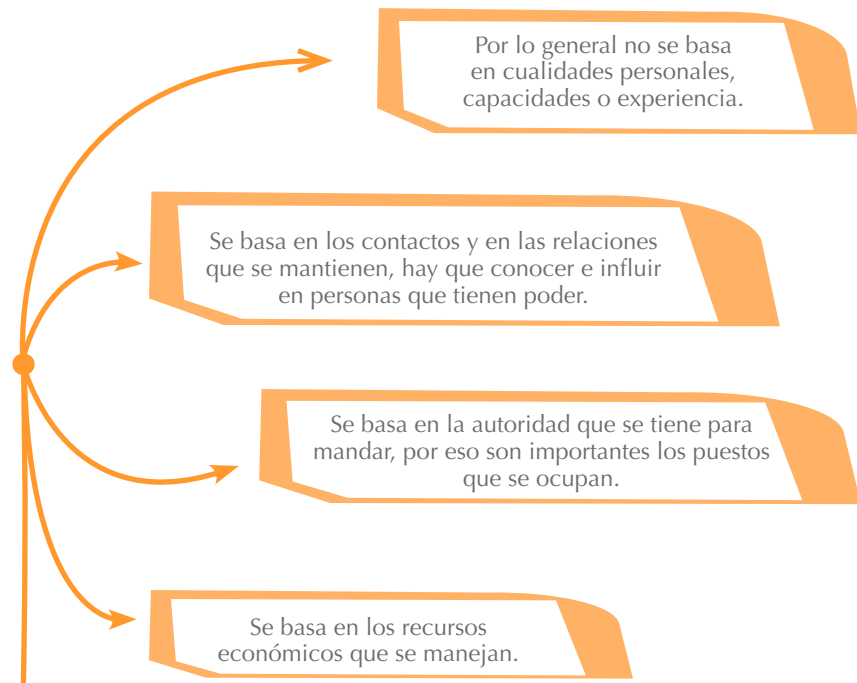 Por lo general no se basa
en cualidades personales,
capacidades o experiencia.
Se basa en los contactos y en las relaciones
que se mantienen, hay que conocer e influir
en personas que tienen poder.
Se basa en la autoridad que se tiene para
mandar, por eso son importantes los puestos
que se ocupan.
Se basa en los recursos
económicos que se manejan.